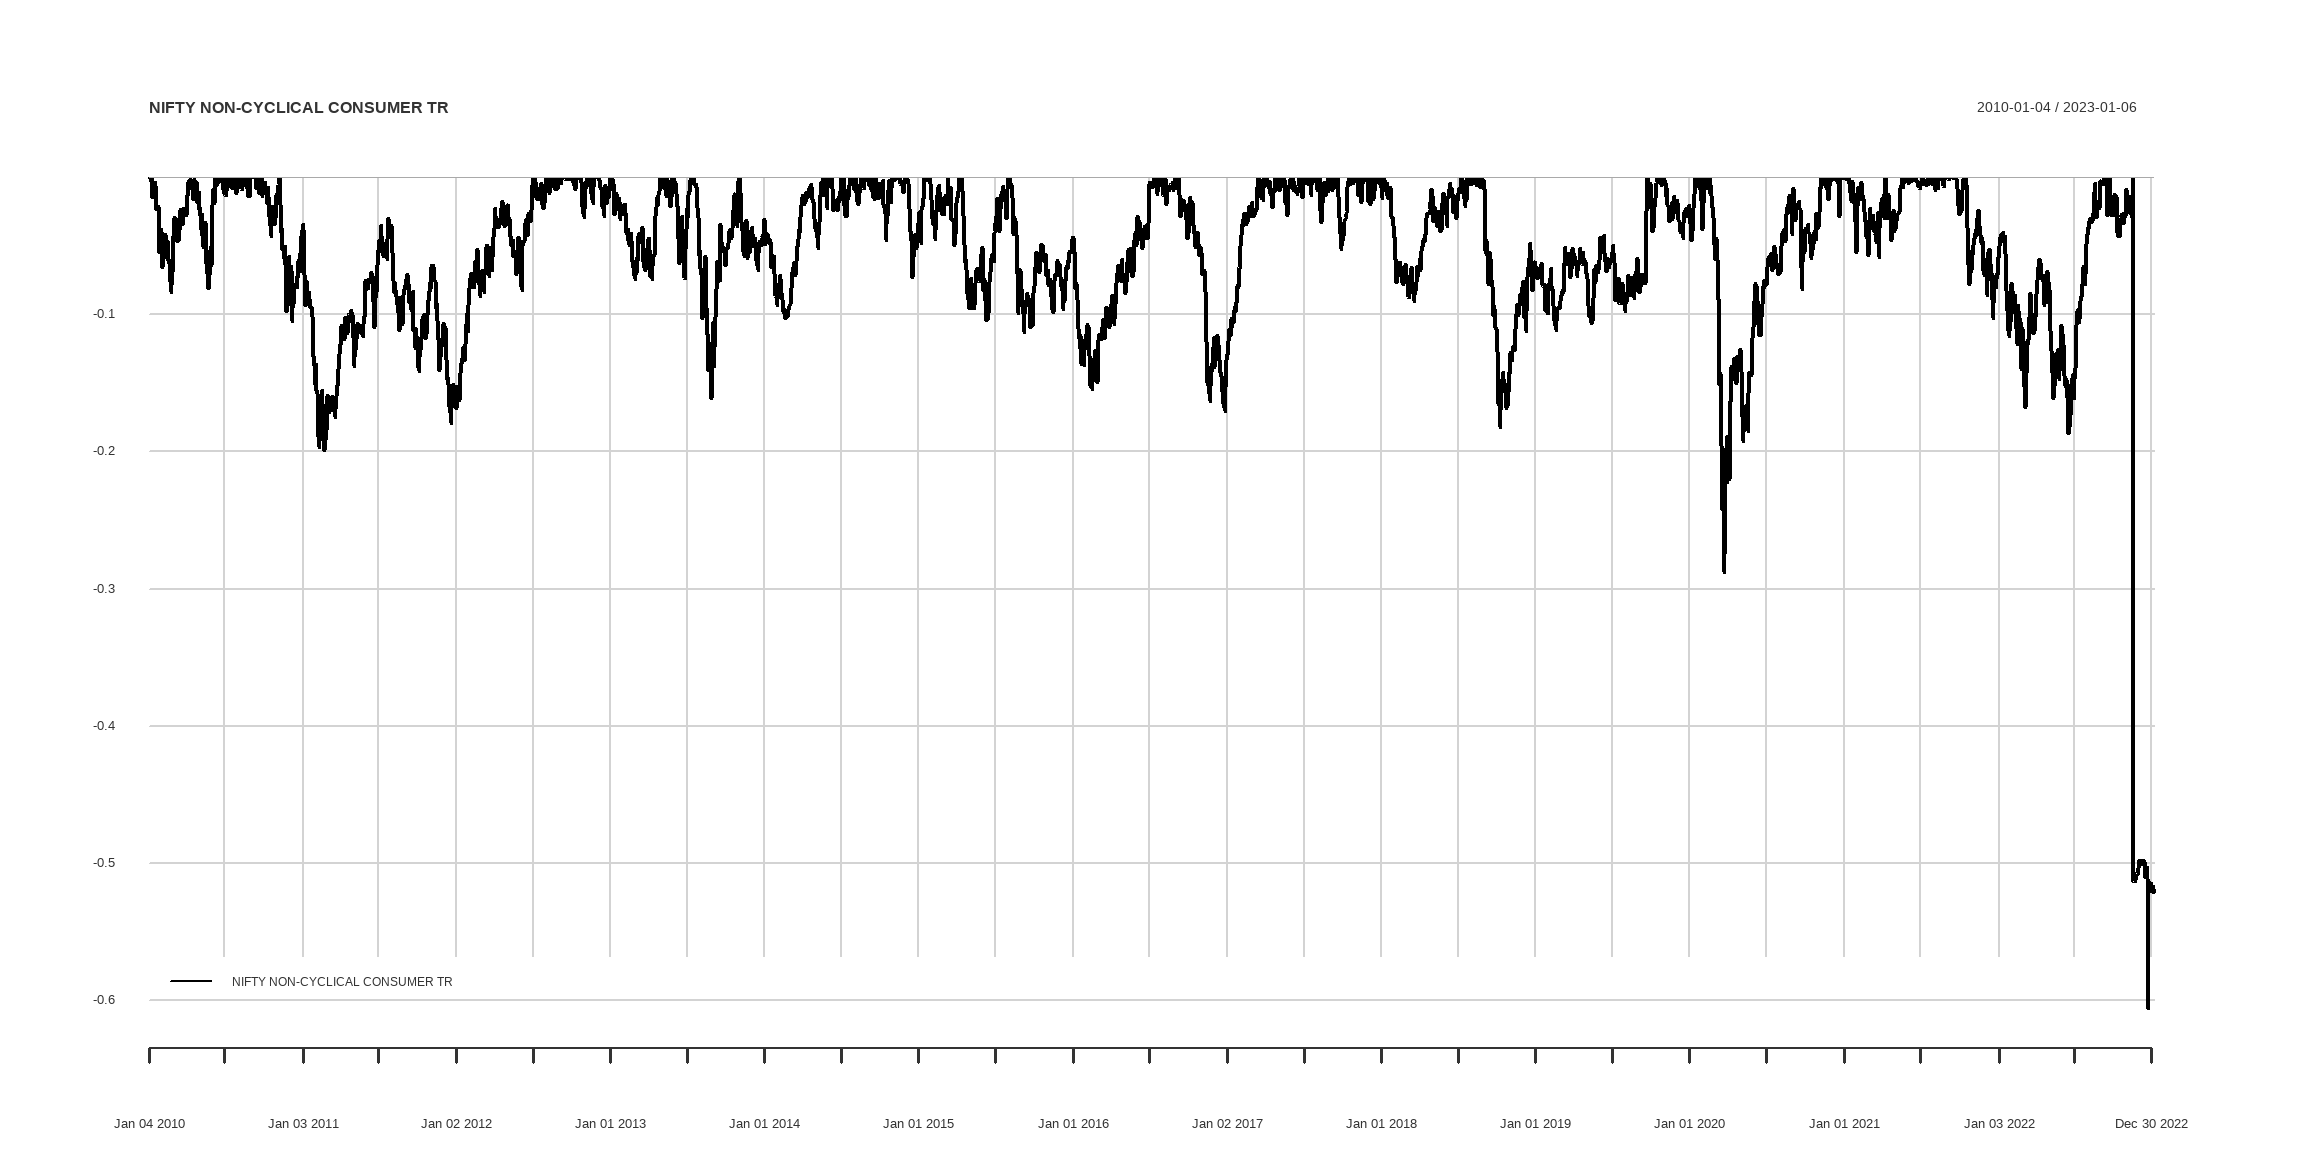 NIFTY NON-CYCLICAL CONSUMER TR
2010-01-04 / 2023-01-06
-0.1
-0.2
-0.3
-0.4
-0.5
NIFTY NON-CYCLICAL CONSUMER TR
-0.6
Jan 04 2010 Jan 03 2011 Jan 02 2012 Jan 01 2013 Jan 01 2014 Jan 01 2015 Jan 01 2016 Jan 02 2017 Jan 01 2018 Jan 01 2019 Jan 01 2020 Jan 01 2021 Jan 03 2022 Dec 30 2022